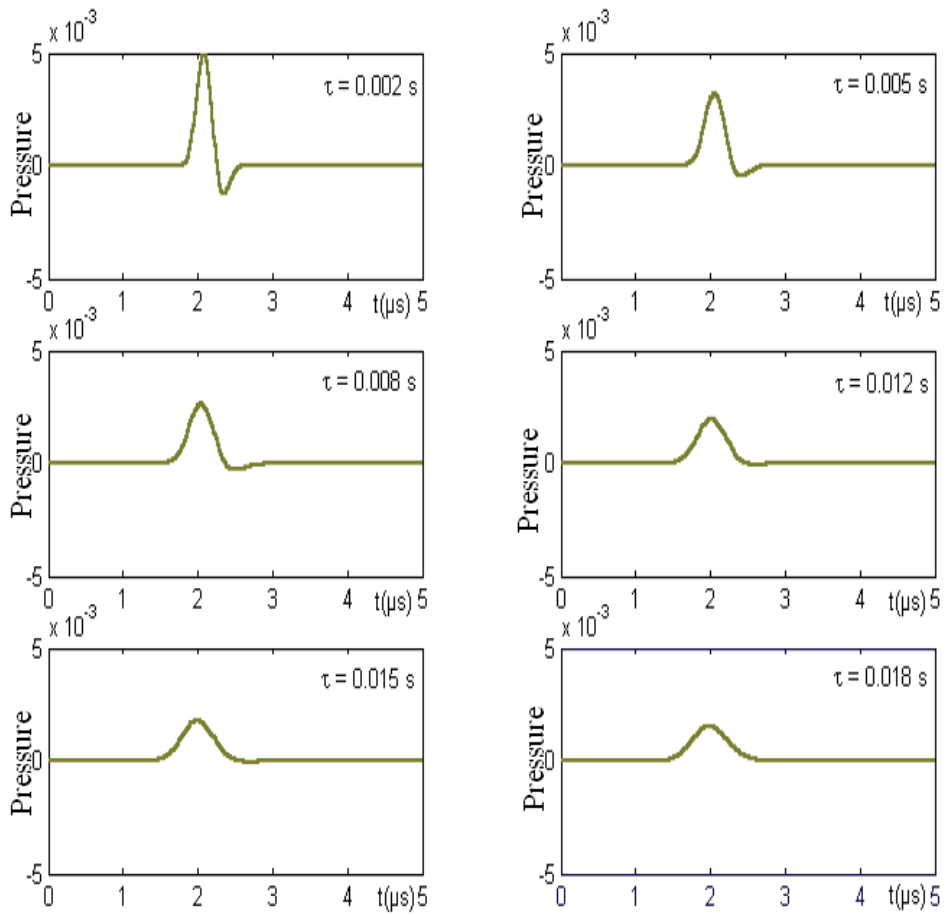 x 10⁻³
5
τ = 0.002 s
Pressure
0
-5
0 1 2 3 4 t(µs) 5
x 10⁻³
5
τ = 0.005 s
Pressure
0
-5
0 1 2 3 4 t(µs) 5
x 10⁻³
5
τ = 0.008 s
Pressure
0
-5
0 1 2 3 4 t(µs) 5
x 10⁻³
5
τ = 0.012 s
Pressure
0
-5
0 1 2 3 4 t(µs) 5
x 10⁻³
5
τ = 0.015 s
Pressure
0
-5
0 1 2 3 4 t(µs) 5
x 10⁻³
5
τ = 0.018 s
Pressure
0
-5
0 1 2 3 4 t(µs) 5